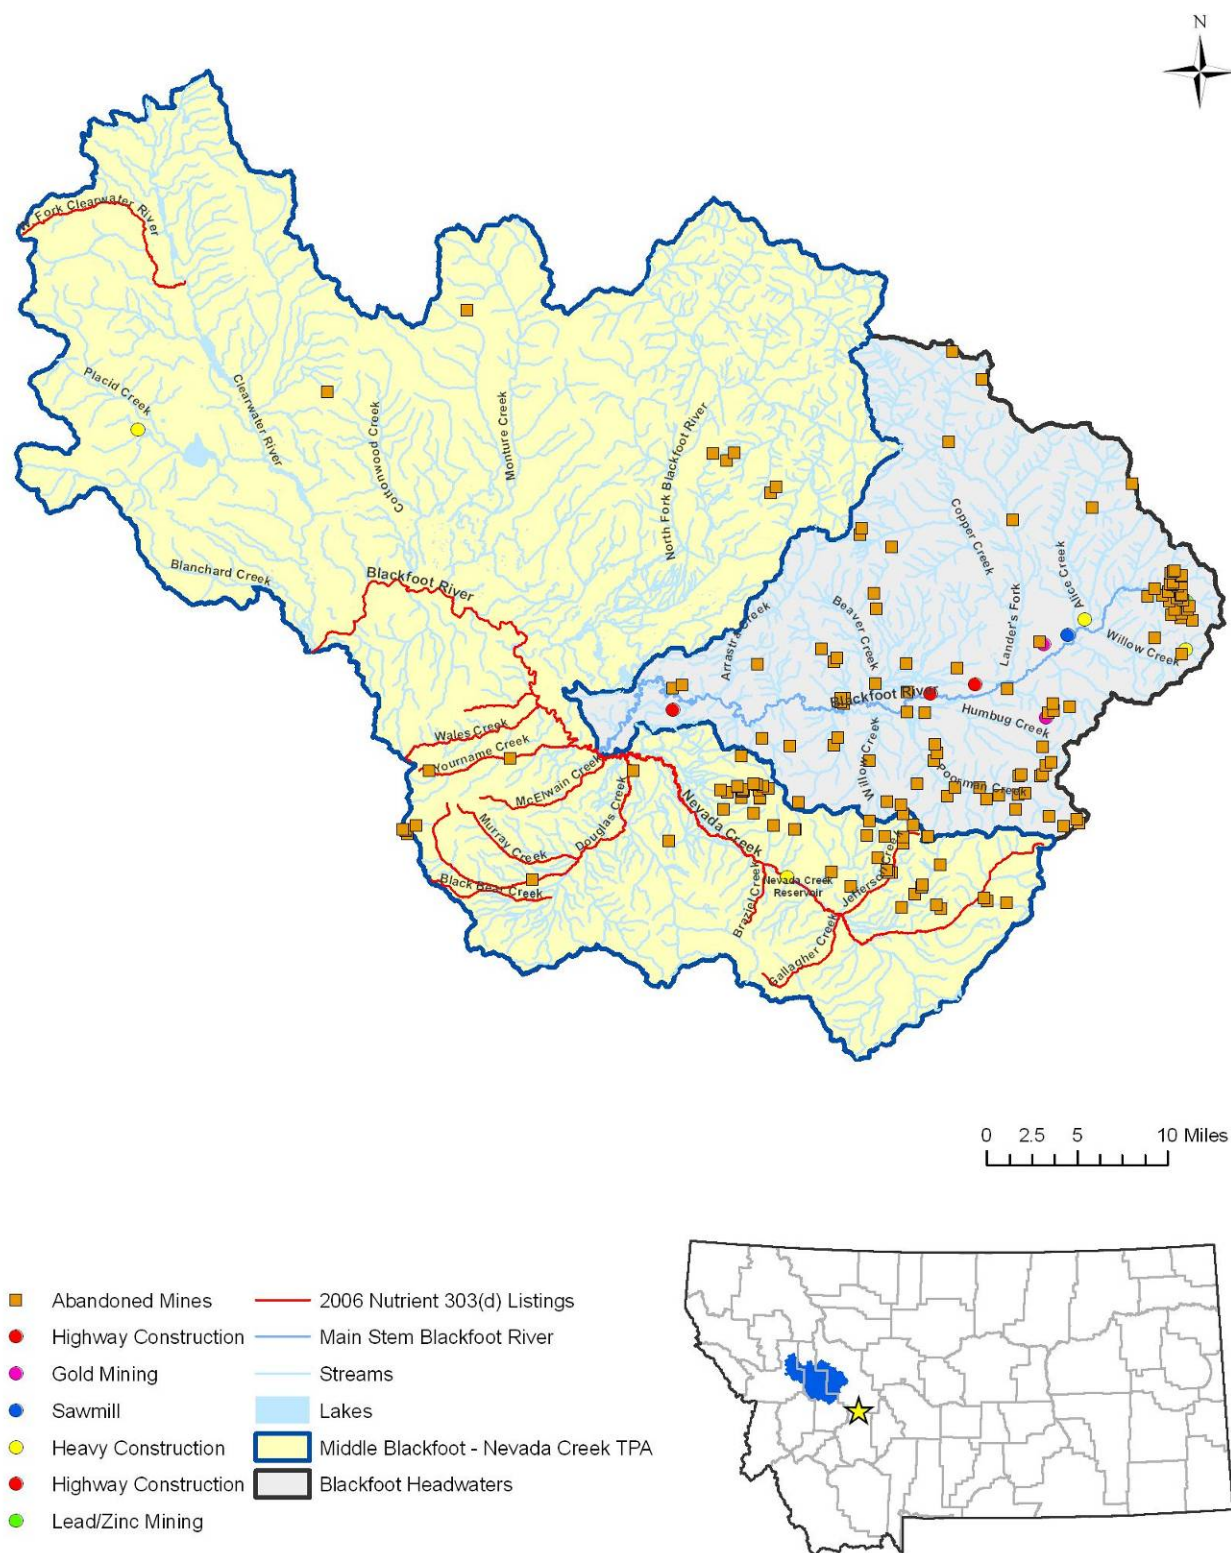 N
W. Fork Clearwater River
Placid Creek
Clearwater River
Cottonwood Creek
Monture Creek
North Fork Blackfoot River
Copper Creek
Alice Creek
Blanchard Creek
Blackfoot River
Arrastra Creek
Beaver Creek
Lander's Fork
Willow Creek
Blackfoot River
Humbug Creek
Wales Creek
Yourname Creek
McElwain Creek
Willow Creek
Poorman Creek
Nevada Creek
Douglas Creek
Murray Creek
Black Bear Creek
Braziel Creek
Nevada Creek
Reservoir
Jefferson Creek
Gallagher Creek
0 2.5 5 10 Miles
Abandoned Mines
Highway Construction
Gold Mining
Sawmill
Heavy Construction
Highway Construction
Lead/Zinc Mining
2006 Nutrient 303(d) Listings
Main Stem Blackfoot River
Streams
Lakes
Middle Blackfoot - Nevada Creek TPA
Blackfoot Headwaters